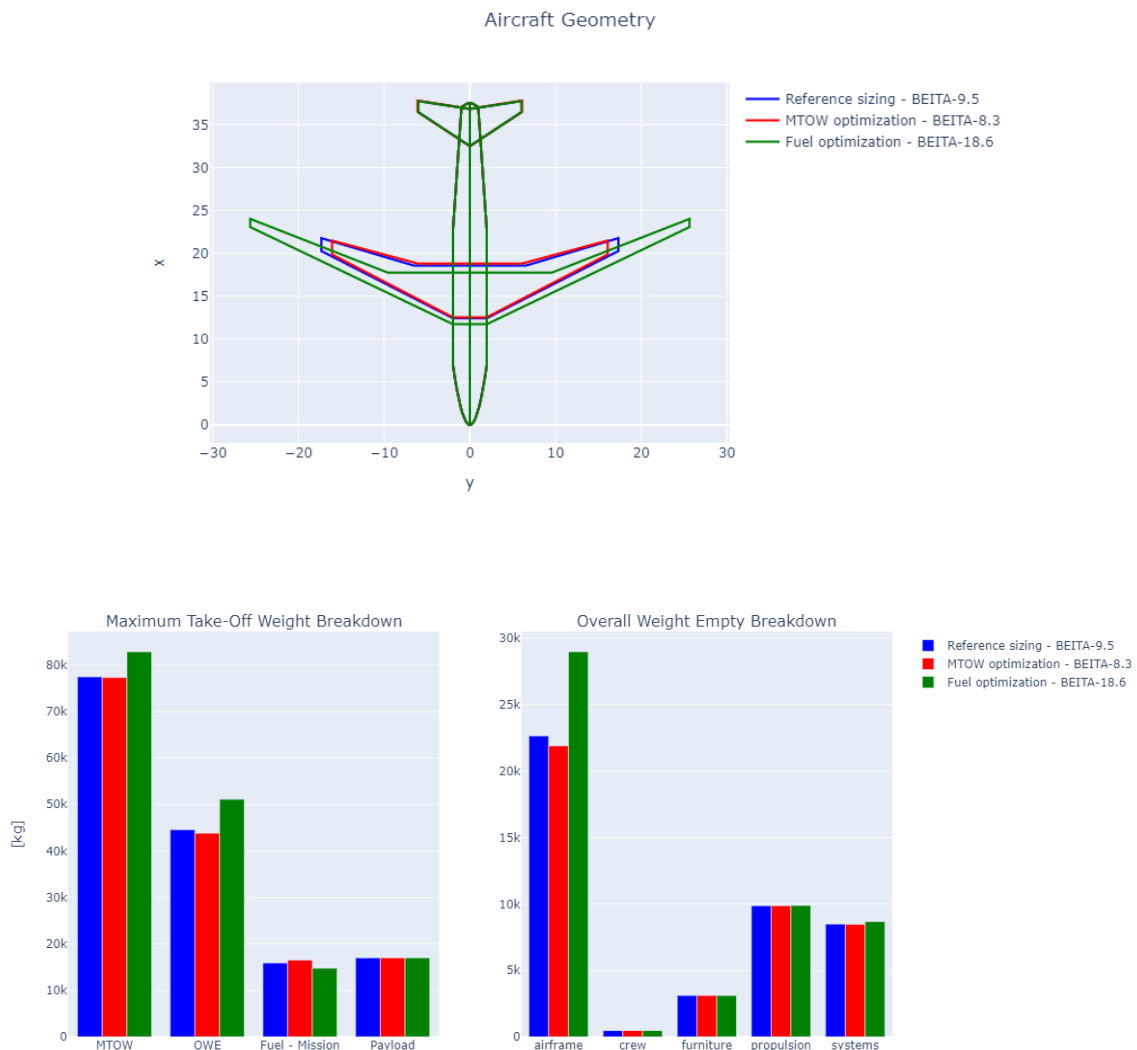 Aircraft Geometry
Reference sizing - BEITA-9.5
MTOW optimization - BEITA-8.3
Fuel optimization - BEITA-18.6
35
30
25
20
15
10
5
0
x
−30
−20
−10
0
10
20
30
y
Maximum Take-Off Weight Breakdown
80k
70k
60k
50k
40k
30k
20k
10k
0
[kg]
MTOW
OWE
Fuel - Mission
Payload
Overall Weight Empty Breakdown
30k
25k
20k
15k
10k
5k
0
airframe
crew
furniture
propulsion
systems
Reference sizing - BEITA-9.5
MTOW optimization - BEITA-8.3
Fuel optimization - BEITA-18.6